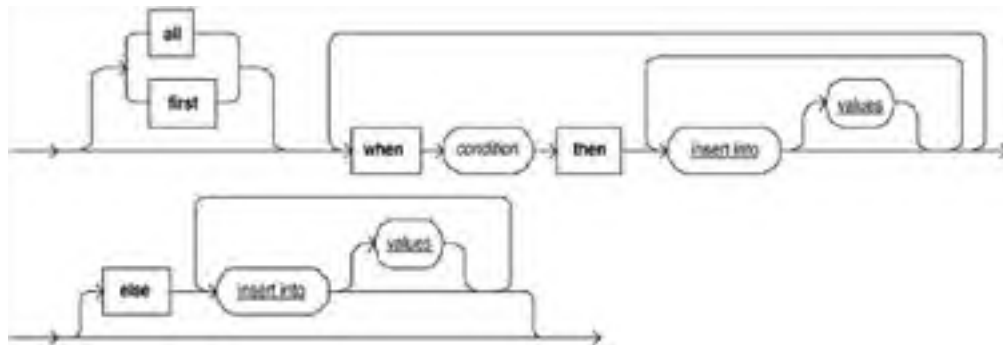 all
first
values
when condition then insert into
values
else insert into